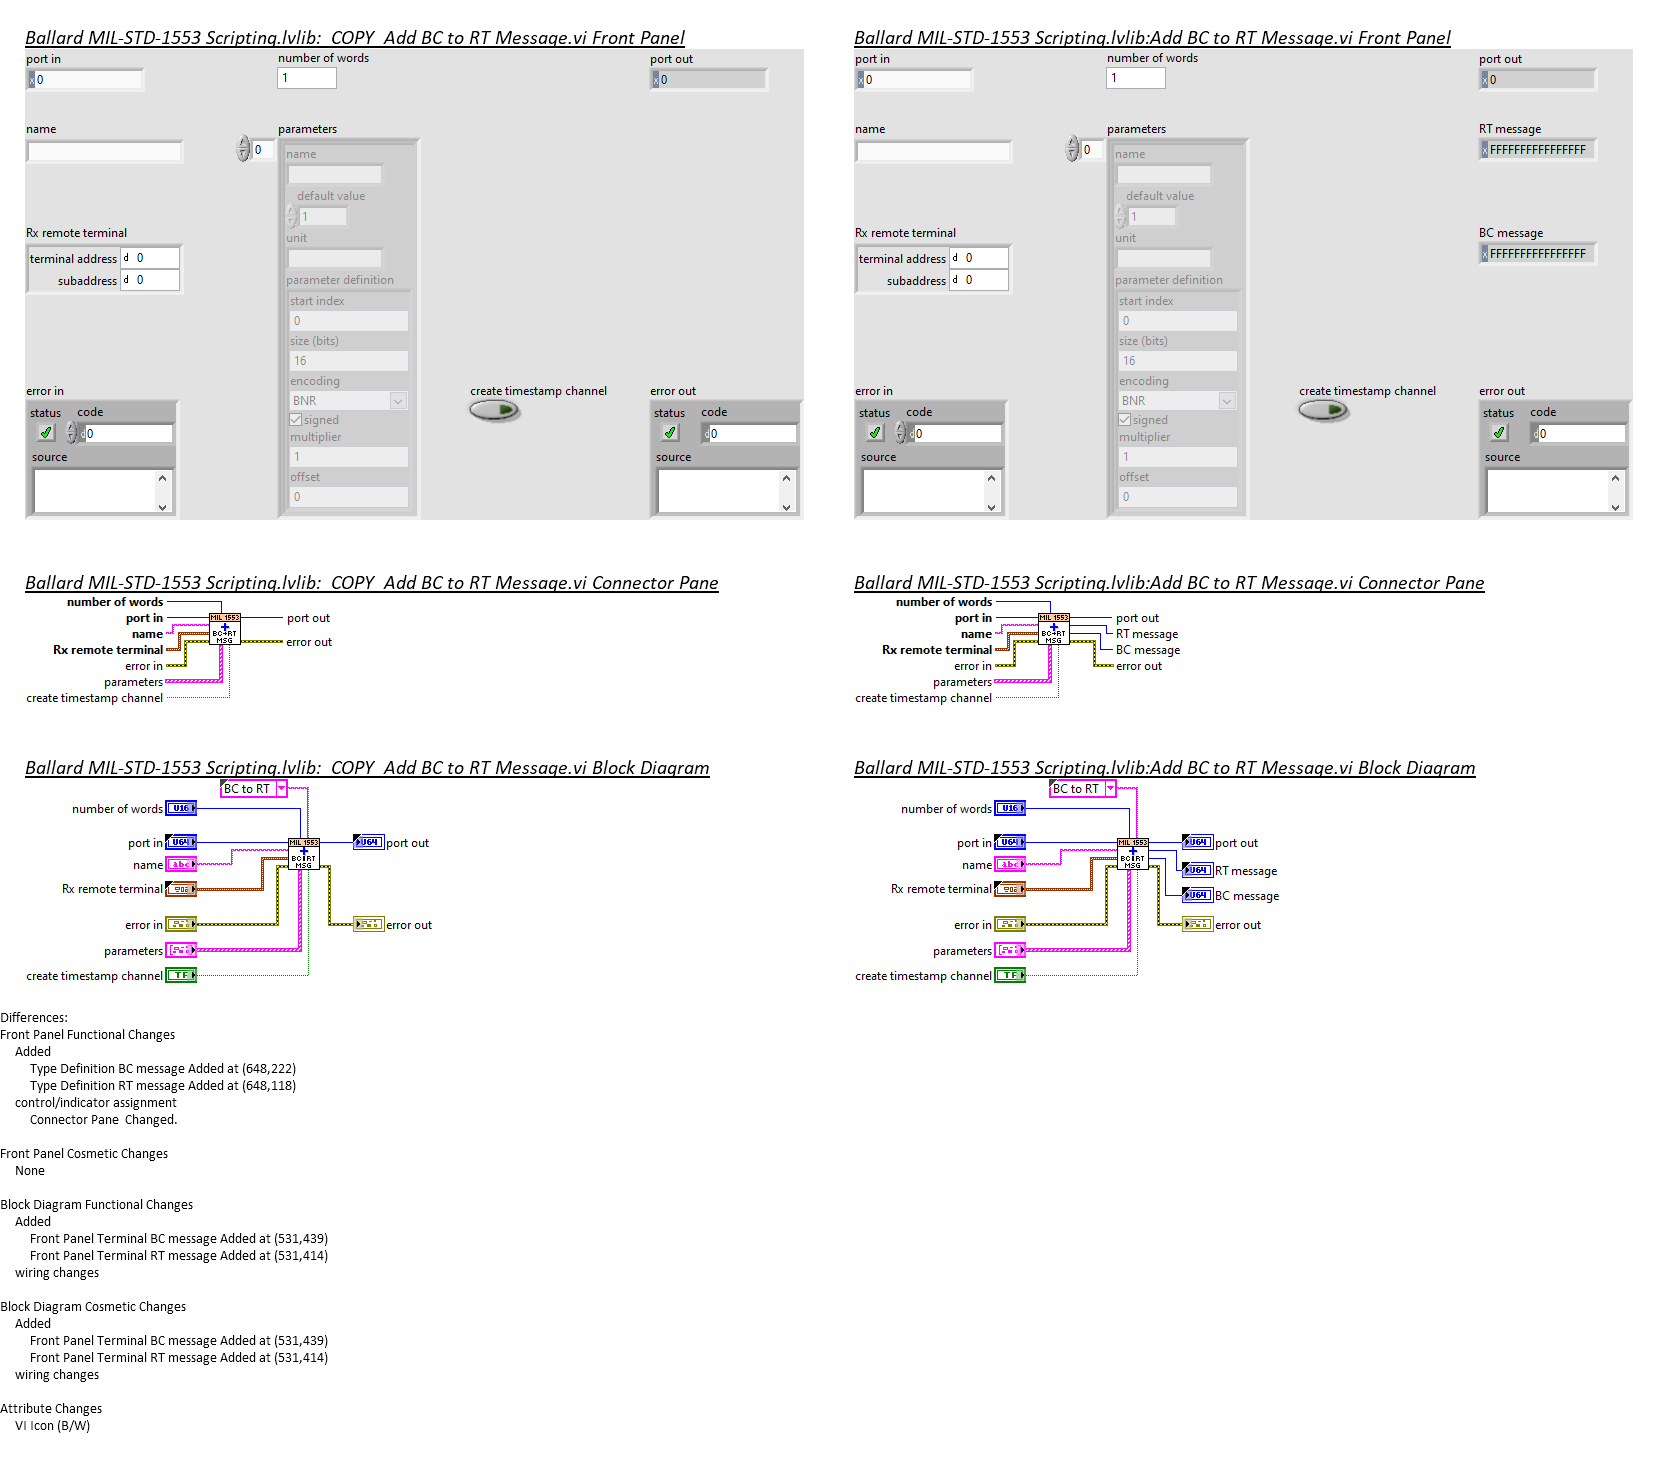 Ballard MIL-STD-1553 Scripting.lvlib:  COPY  Add BC to RT Message.vi Front Panel
port in
0
number of words
1
port out
0
name
0
parameters
name
default value
1
unit
Rx remote terminal
terminal address d 0
subaddress d 0
parameter definition
start index
0
size (bits)
16
encoding
BNR
signed
multiplier
1
offset
0
create timestamp channel
error in
status code
d0
source
error out
status code
d0
source
Ballard MIL-STD-1553 Scripting.lvlib:Add BC to RT Message.vi Front Panel
port in
x0
number of words
1
port out
x0
name
0
parameters
name
default value
1
unit
RT message
x FFFFFFFFFFFFFFFF
Rx remote terminal
terminal address d 0
subaddress d 0
BC message
x FFFFFFFFFFFFFFFF
parameter definition
start index
0
size (bits)
16
encoding
BNR
signed
multiplier
1
offset
0
create timestamp channel
error in
status code
d0
source
error out
status code
d0
source
Ballard MIL-STD-1553 Scripting.lvlib:  COPY  Add BC to RT Message.vi Connector Pane
number of words
port in
name
Rx remote terminal
error in
parameters
create timestamp channel
MIL 1553
BC→RT
MSG
port out
error out
Ballard MIL-STD-1553 Scripting.lvlib:Add BC to RT Message.vi Connector Pane
number of words
port in
name
Rx remote terminal
error in
parameters
create timestamp channel
MIL 1553
BC→RT
MSG
port out
RT message
BC message
error out
Ballard MIL-STD-1553 Scripting.lvlib:  COPY  Add BC to RT Message.vi Block Diagram
BC to RT
number of words U16
port in U64
name abc
Rx remote terminal
error in
parameters
create timestamp channel TF
MIL 1553
MSG
U64 port out
error out
Ballard MIL-STD-1553 Scripting.lvlib:Add BC to RT Message.vi Block Diagram
BC to RT
number of words U16
port in U64
name abc
Rx remote terminal
error in
parameters
create timestamp channel TF
MIL 1553
MSG
U64 port out
U64 RT message
U64 BC message
error out
Differences:
Front Panel Functional Changes
Added
Type Definition BC message Added at (648,222)
Type Definition RT message Added at (648,118)
control/indicator assignment
Connector Pane  Changed.
Front Panel Cosmetic Changes
None
Block Diagram Functional Changes
Added
Front Panel Terminal BC message Added at (531,439)
Front Panel Terminal RT message Added at (531,414)
wiring changes
Block Diagram Cosmetic Changes
Added
Front Panel Terminal BC message Added at (531,439)
Front Panel Terminal RT message Added at (531,414)
wiring changes
Attribute Changes
VI Icon (B/W)